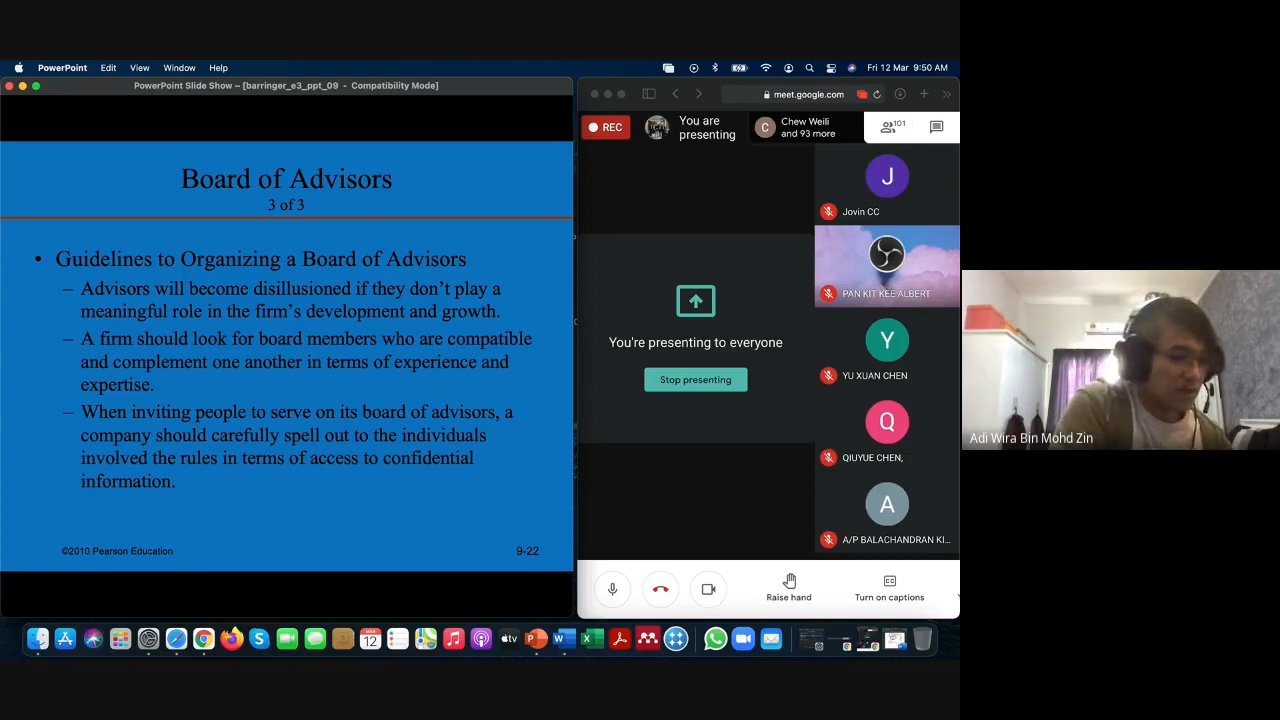 PowerPoint Edit View Window Help
Fri 12 Mar 9:50 AM
PowerPoint Slide Show – [barringer_e3_ppt_09 - Compatibility Mode]
Board of Advisors
3 of 3
• Guidelines to Organizing a Board of Advisors
– Advisors will become disillusioned if they don’t play a
meaningful role in the firm’s development and growth.
– A firm should look for board members who are compatible
and complement one another in terms of experience and
expertise.
– When inviting people to serve on its board of advisors, a
company should carefully spell out to the individuals
involved the rules in terms of access to confidential
information.
©2010 Pearson Education
9-22
meet.google.com
REC
You are
presenting
C
Chew Weili
and 93 more
101
J
Jovin CC
PAN KIT KEE ALBERT
You're presenting to everyone
Stop presenting
Y
YU XUAN CHEN
Q
QIUYUE CHEN,
A
A/P BALACHANDRAN KI...
Raise hand
Turn on captions
Adi Wira Bin Mohd Zin
MAR
12
tv